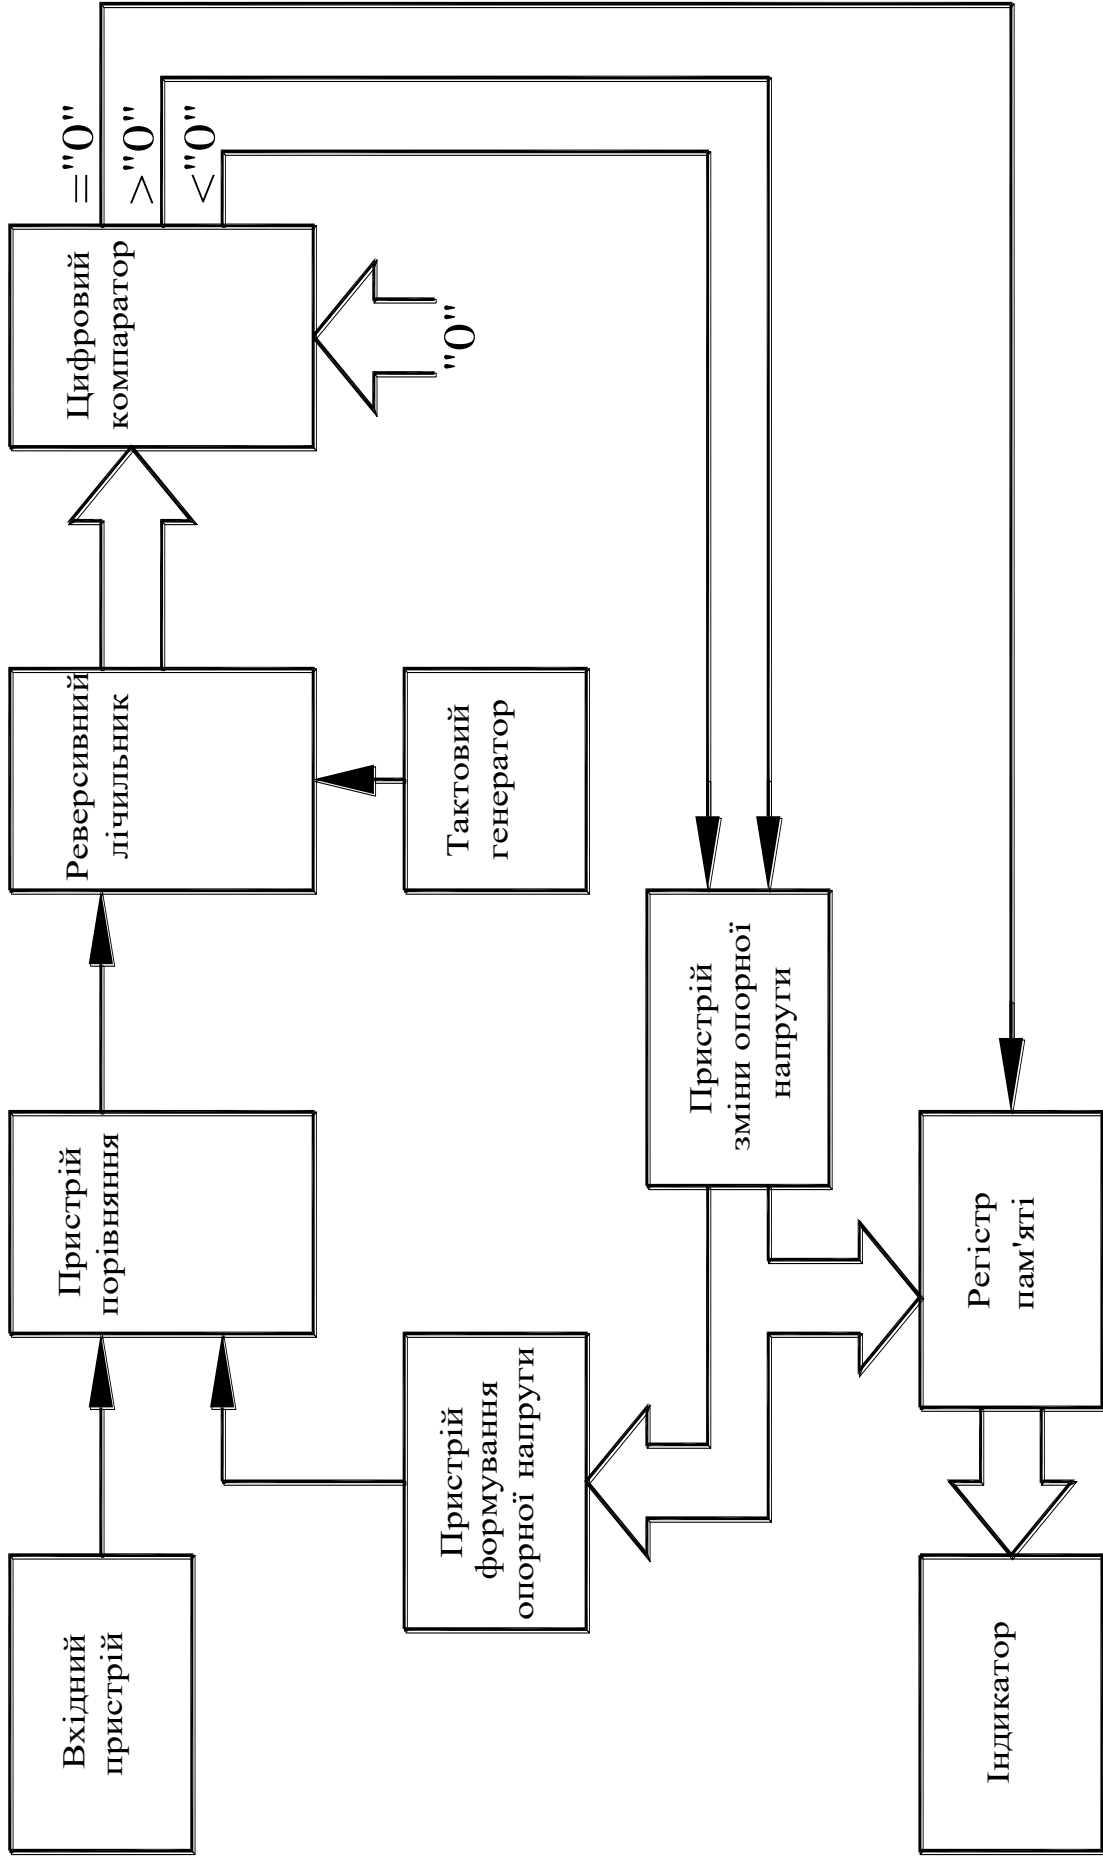 Вхідний
пристрій
Пристрій
порівняння
Реверсивний
лічильник
Цифровий
компаратор
="0"
>"0"
<"0"
"0"
Пристрій
формування
опорної напруги
Тактовий
генератор
Пристрій
зміни опорної
напруги
Індикатор
Регістр
пам'яті